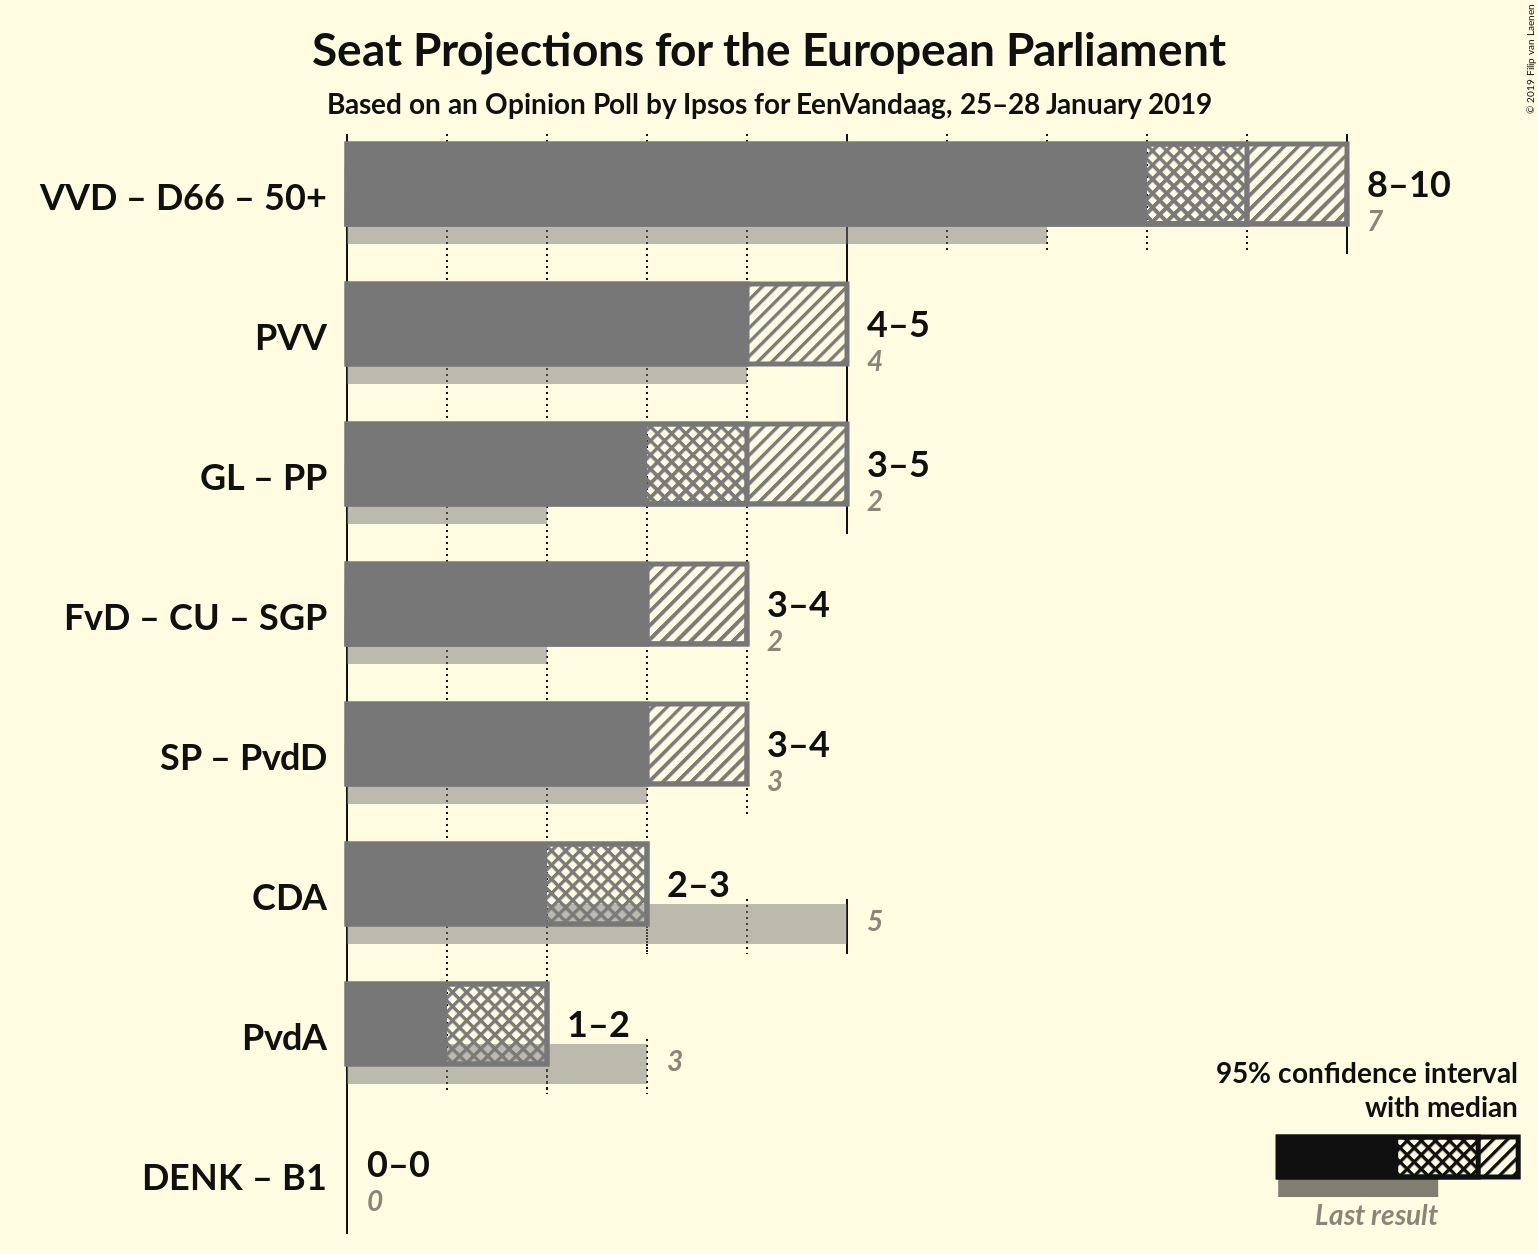 Seat Projections for the European Parliament
Based on an Opinion Poll by Ipsos for EenVandaag, 25–28 January 2019
© 2019 Filip van Laenen
VVD – D66 – 50+
8–10
7
PVV
4–5
4
GL – PP
3–5
2
FvD – CU – SGP
3–4
2
SP – PvdD
3–4
3
CDA
2–3
5
PvdA
1–2
3
DENK – B1
0–0
0
95% confidence interval
with median
Last result